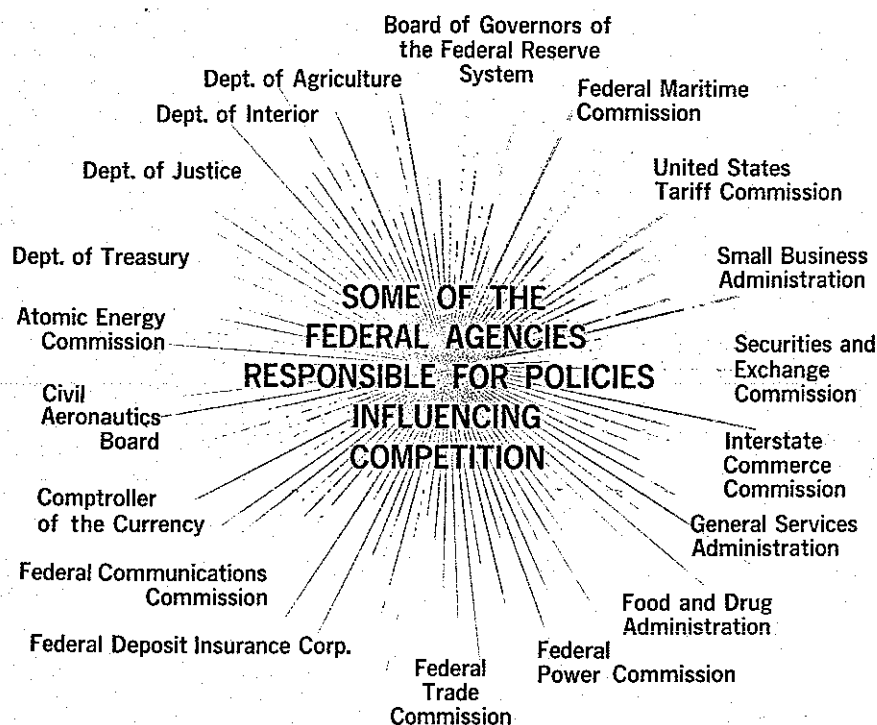 Board of Governors of
the Federal Reserve
System
Federal Maritime
Commission
United States
Tariff Commission
Small Business
Administration
Securities and
Exchange
Commission
Interstate
Commerce
Commission
General Services
Administration
Food and Drug
Administration
Federal
Power Commission
Federal
Trade
Commission
Federal Deposit Insurance Corp.
Federal Communications
Commission
Comptroller
of the Currency
Civil
Aeronautics
Board
Atomic Energy
Commission
Dept. of Treasury
Dept. of Justice
Dept. of Interior
Dept. of Agriculture
SOME OF THE
FEDERAL AGENCIES
RESPONSIBLE FOR POLICIES
INFLUENCING
COMPETITION